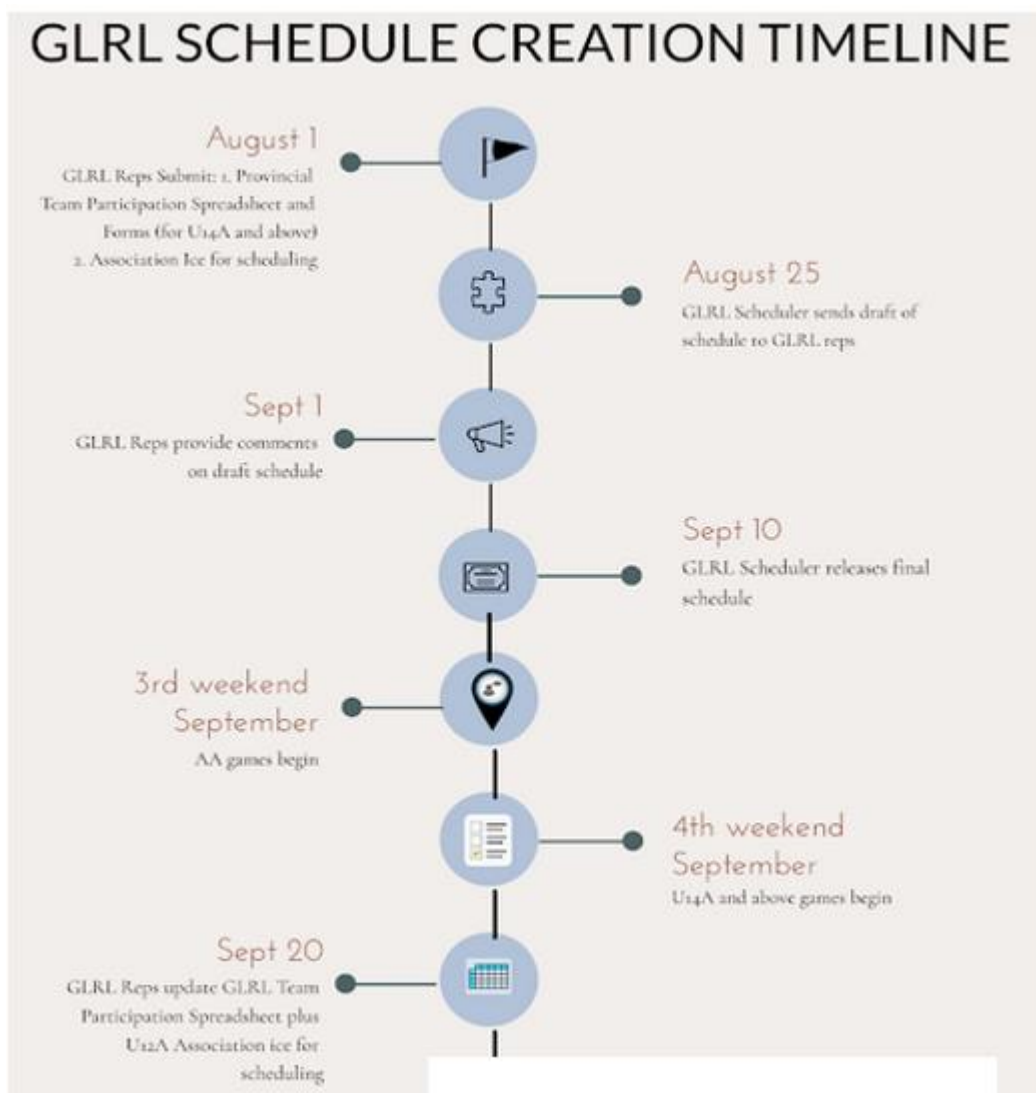 GLRL SCHEDULE CREATION TIMELINE
August 1
GLRL Reps Submit: 1. Provincial
Team Participation Spreadsheet and
Forms (for U14A and above)
2. Association Ice for scheduling
August 25
GLRL Scheduler sends draft of
schedule to GLRL reps
Sept 1
GLRL Reps provide comments
on draft schedule
Sept 10
GLRL Scheduler releases final
schedule
3rd weekend
September
AA games begin
4th weekend
September
U14A and above games begin
Sept 20
GLRL Reps update GLRL Team
Participation Spreadsheet plus
U12A Association ice for
scheduling